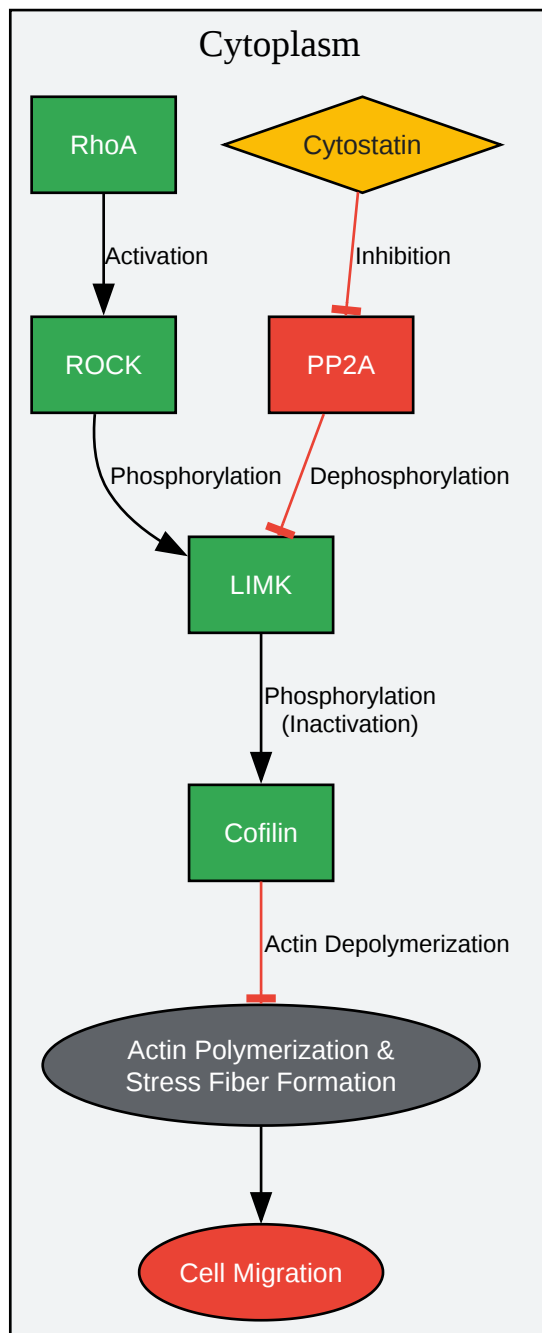 Cytoplasm
RhoA
Cytostatin
Activation
Inhibition
ROCK
PP2A
Phosphorylation
Dephosphorylation
LIMK
Phosphorylation
(Inactivation)
Cofilin
Actin Depolymerization
Actin Polymerization &
Stress Fiber Formation
Cell Migration